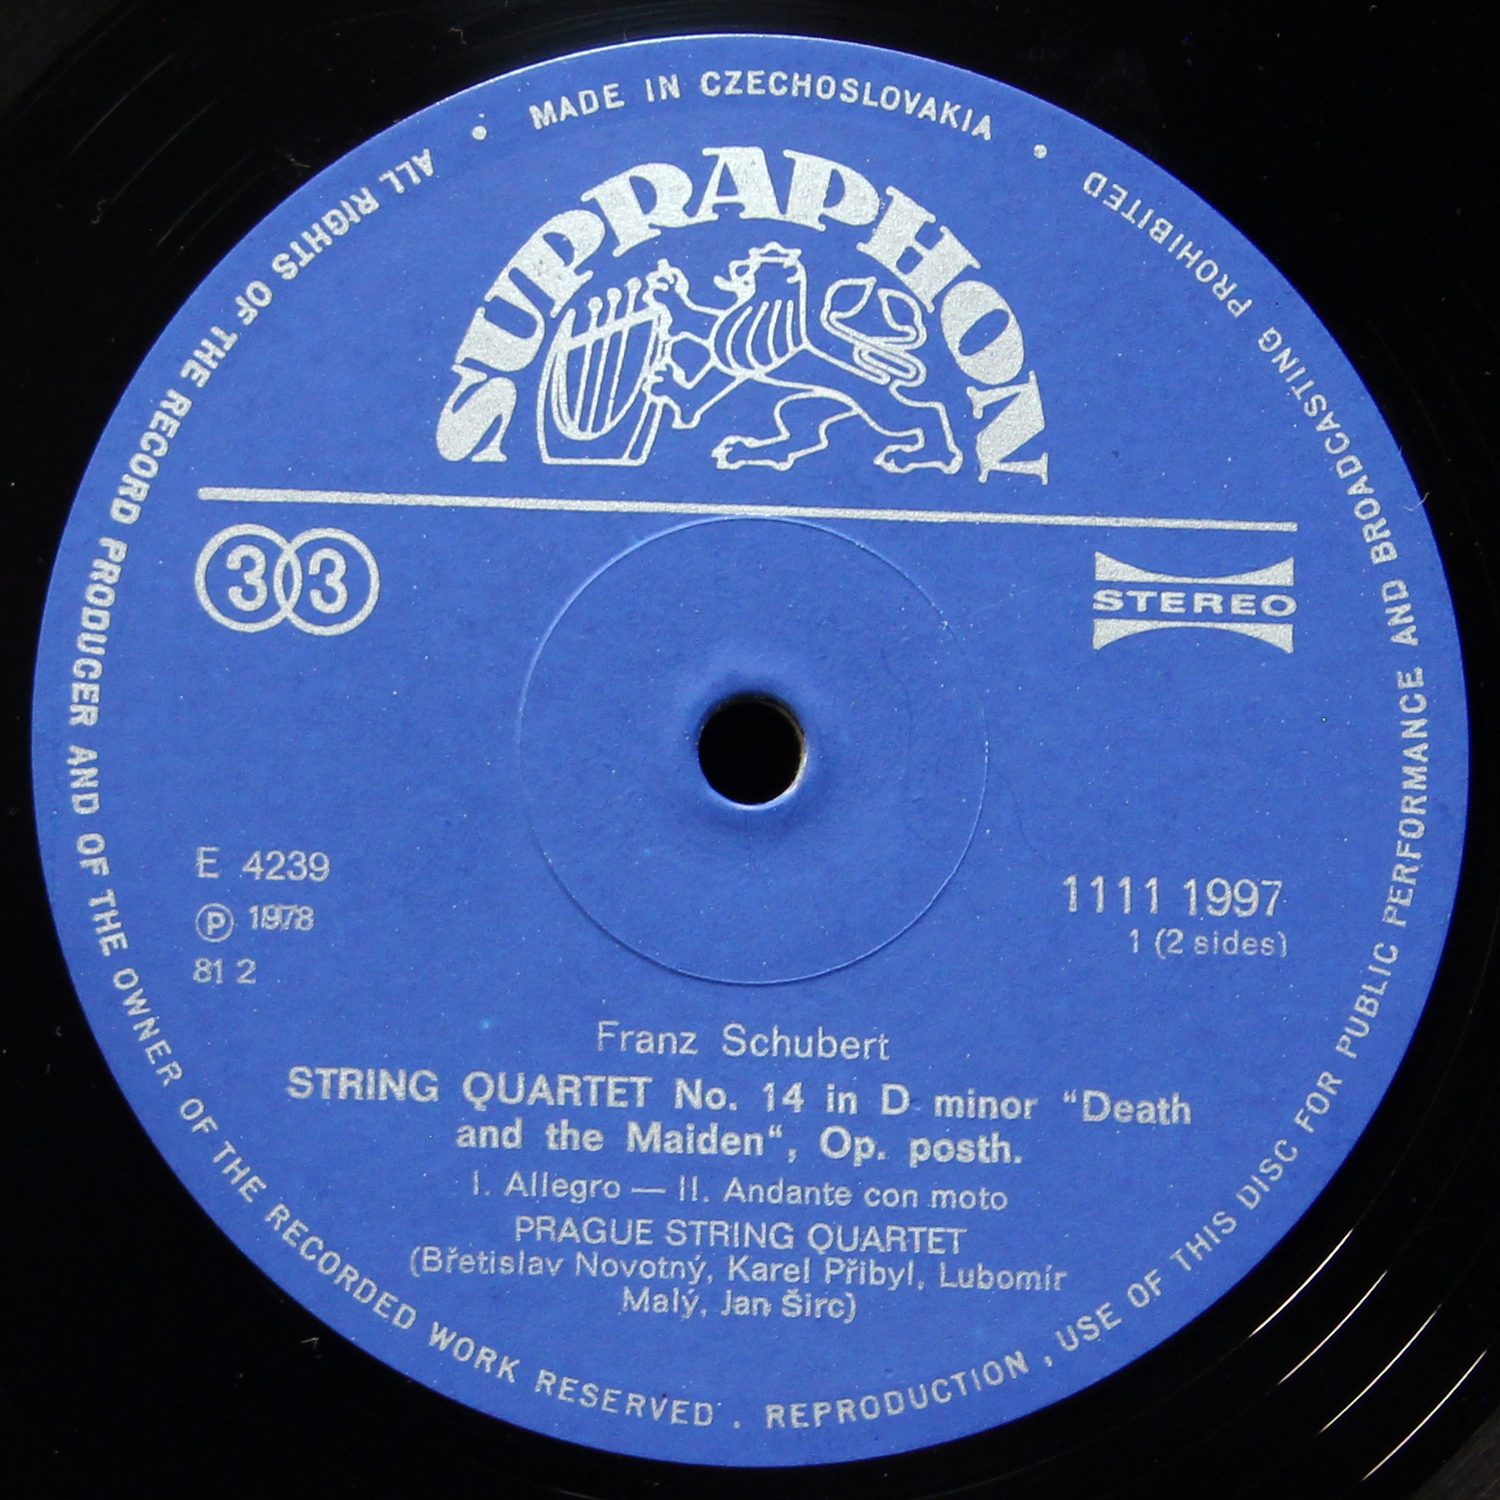 MADE IN CZECHOSLOVAKIA •
ALL RIGHTS OF THE RECORD PRODUCER AND OF THE OWNER OF THE RECORDED WORK RESERVED . REPRODUCTION , USE OF THIS DISC FOR PUBLIC PERFORMANCE AND BROADCASTING PROHIBITED •
SUPRAPHON
33
STEREO
E 4239
Ⓟ 1978
81 2
1111 1997
1 (2 sides)
Franz Schubert
STRING QUARTET No. 14 in D minor “Death
and the Maiden“, Op. posth.
I. Allegro — II. Andante con moto
PRAGUE STRING QUARTET
(Břetislav Novotný, Karel Přibyl, Lubomír
Malý, Jan Širc)